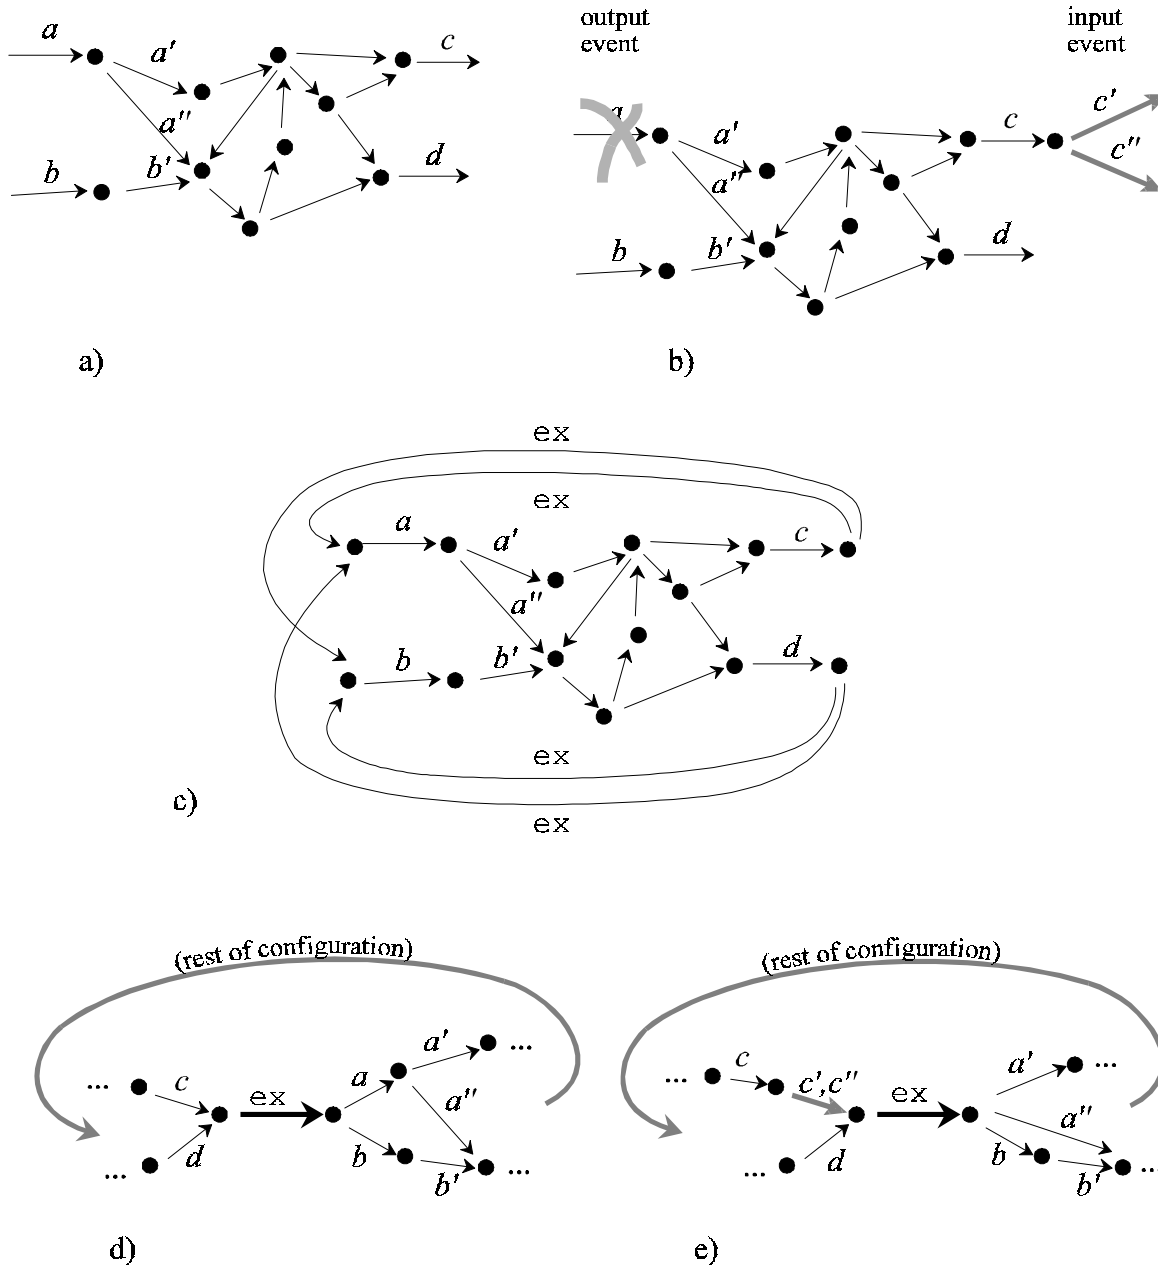 a
a'
a"
b
b'
c
d
a)
output
event
input
event
a
a'
a"
b
b'
c
c'
c"
d
b)
ex
ex
a
a'
a"
b
b'
c
d
ex
ex
c)
(rest of configuration)
... c
ex
a
a'
...
a"
... d
b
b'
...
d)
(rest of configuration)
... c
c',c"
ex
a'
...
a"
... d
b
b'
...
e)